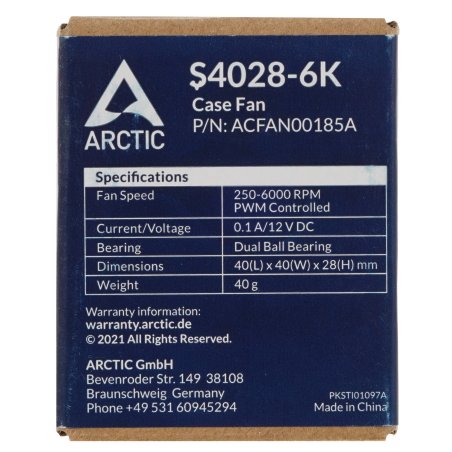 ARCTIC
S4028-6K
Case Fan
P/N: ACFAN00185A
Specifications
Fan Speed 250-6000 RPM
PWM Controlled
Current/Voltage 0.1 A/12 V DC
Bearing Dual Ball Bearing
Dimensions 40(L) x 40(W) x 28(H) mm
Weight 40 g
Warranty information:
warranty.arctic.de
© 2021 All Rights Reserved.
ARCTIC GmbH
Bevenroder Str. 149 38108
Braunschweig Germany
Phone +49 531 60945294
PKSTI01097A
Made in China